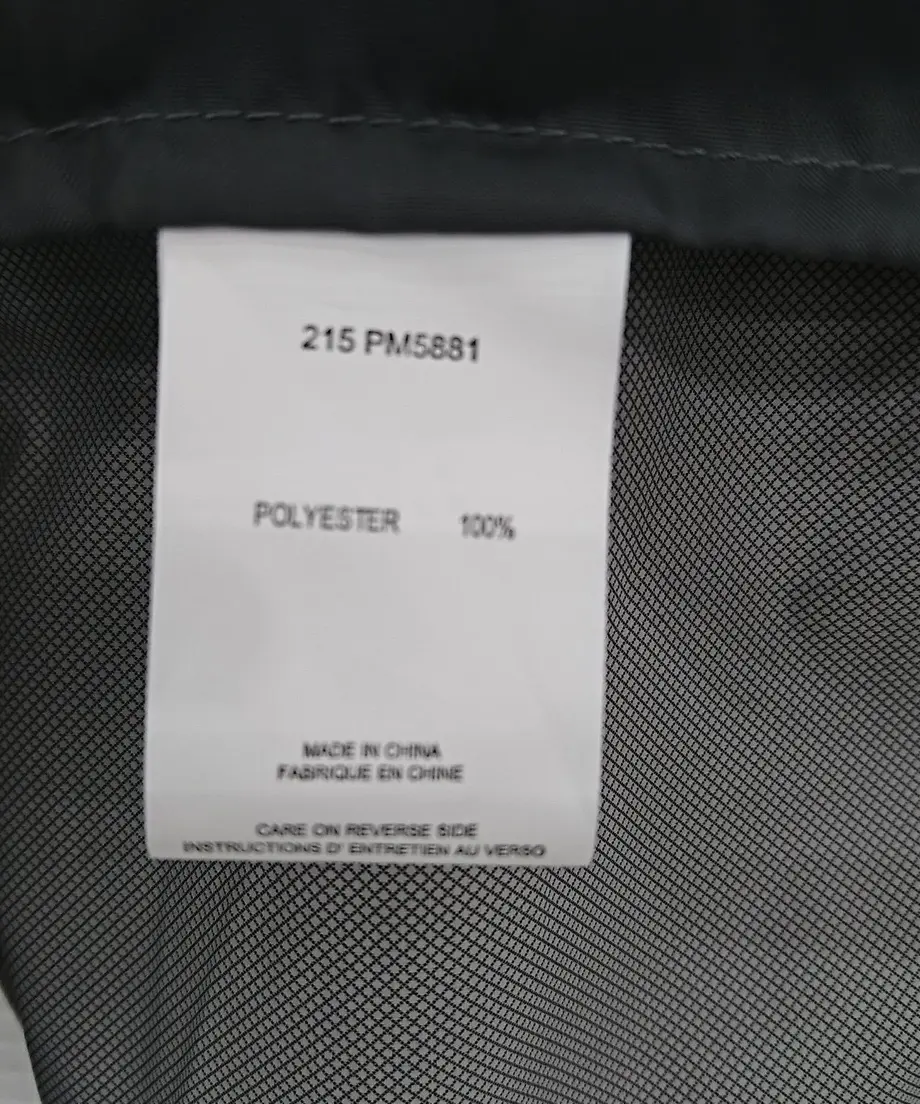 215 PM5881
POLYESTER 100%
MADE IN CHINA
FABRIQUE EN CHINE
CARE ON REVERSE SIDE
INSTRUCTIONS D' ENTRETIEN AU VERSO